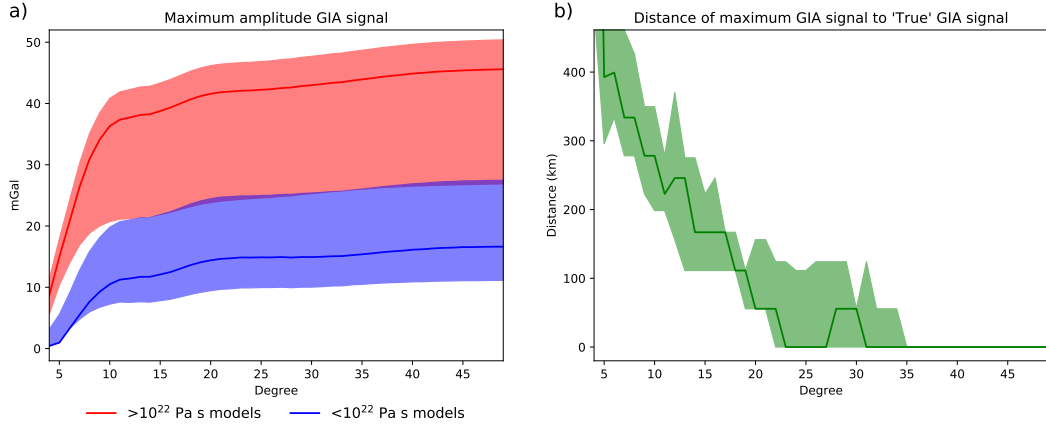 a)
Maximum amplitude GIA signal
50
40
30
20
10
0
mGal
5 10 15 20 25 30 35 40 45
Degree
>10²² Pa s models
<10²² Pa s models
b)
Distance of maximum GIA signal to 'True' GIA signal
400
300
200
100
0
Distance (km)
5 10 15 20 25 30 35 40 45
Degree